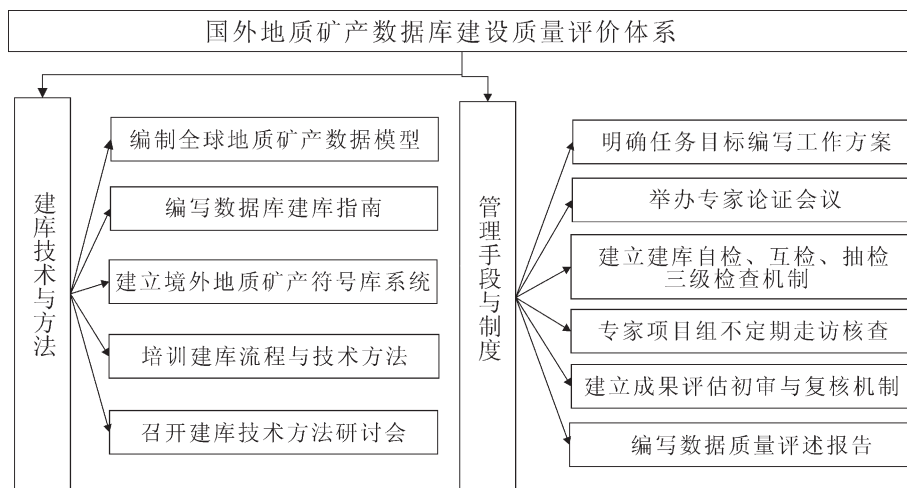 国外地质矿产数据库建设质量评价体系
建库技术与方法
编制全球地质矿产数据模型
编写数据库建库指南
建立境外地质矿产符号库系统
培训建库流程与技术方法
召开建库技术方法研讨会
管理手段与制度
明确任务目标编写工作方案
举办专家论证会议
建立建库自检、互检、抽检
三级检查机制
专家项目组不定期走访核查
建立成果评估初审与复核机制
编写数据质量评述报告